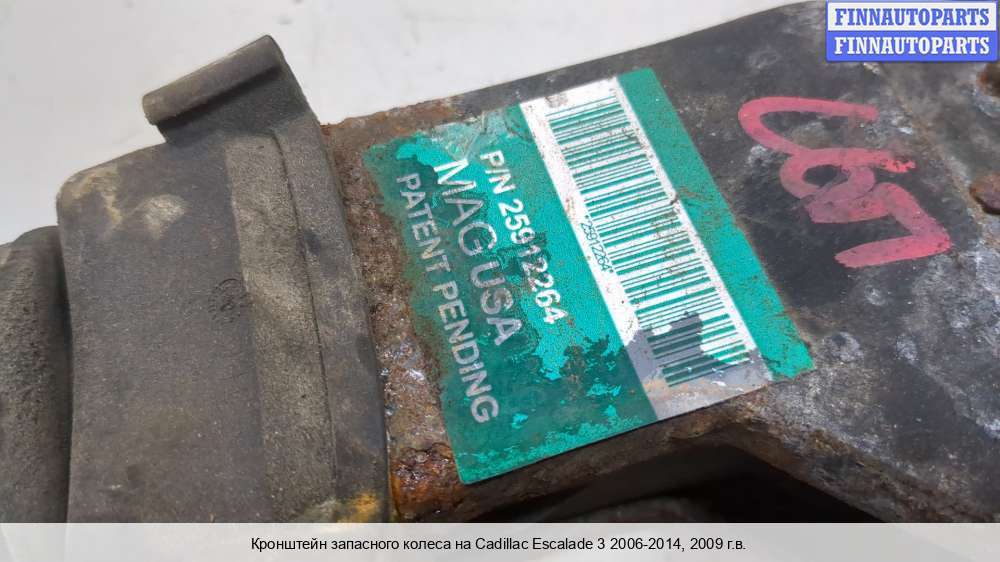 FINNAUTOPARTS
FINNAUTOPARTS
P/N 25912264
MAG USA
PATENT PENDING
25912264
Кронштейн запасного колеса на Cadillac Escalade 3 2006-2014, 2009 г.в.